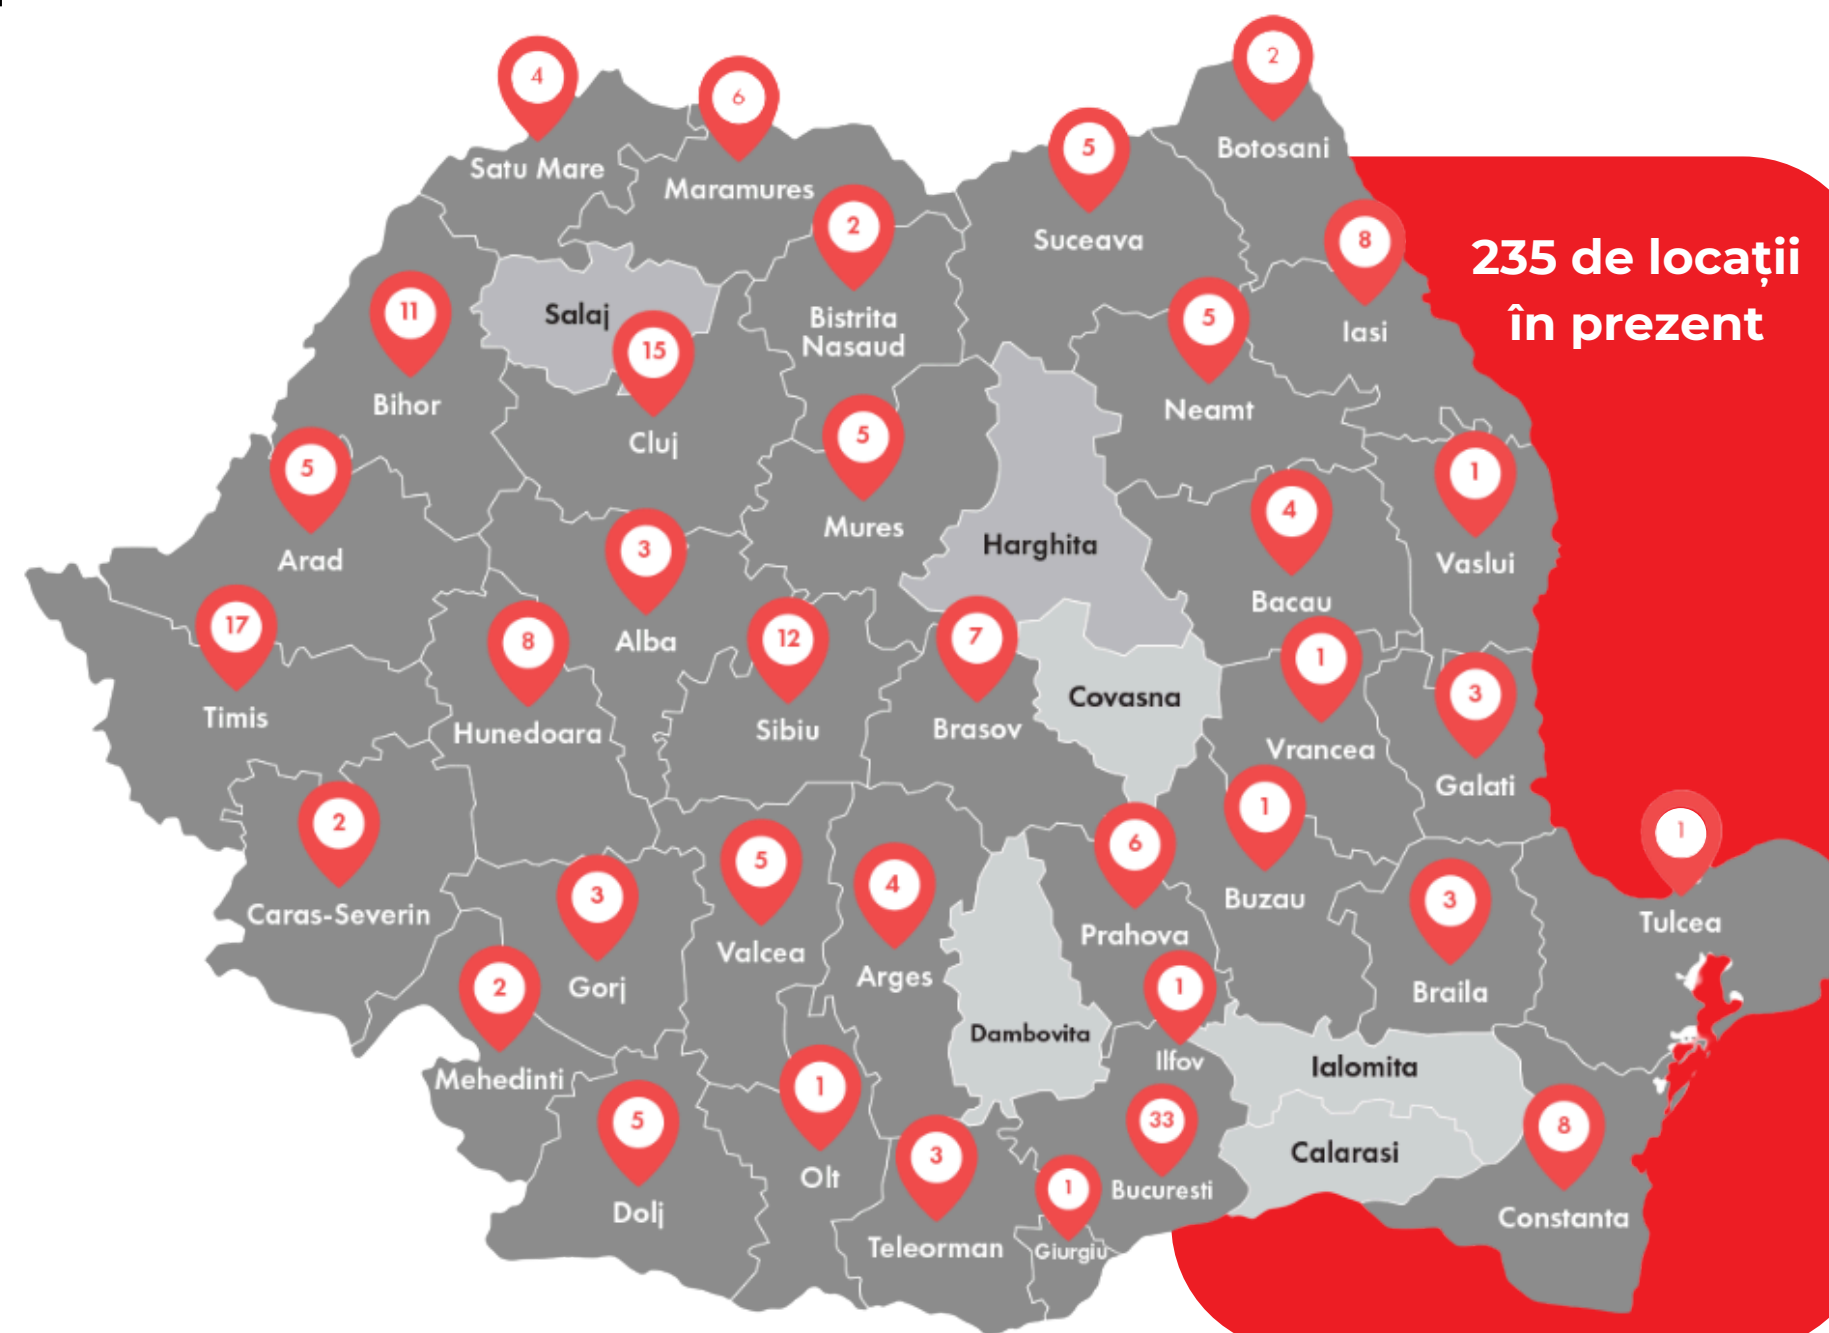 2
4
6
Satu Mare
Maramures
5
Botosani
2
Suceava
8
235 de locații
în prezent
11
Salaj
15
Bistrita
Nasaud
5
Iasi
Bihor
Cluj
5
Neamt
5
1
Arad
3
Mures
Harghita
4
Vaslui
17
8
Alba
12
7
Bacau
1
3
Timis
Hunedoara
Sibiu
Brasov
Covasna
Vrancea
Galati
2
5
6
1
1
Caras-Severin
3
Valcea
4
Arges
Prahova
Buzau
3
Tulcea
2
Gorj
1
Braila
Mehedinti
Dambovita
Ilfov
Ialomita
5
1
3
33
Calarasi
8
Dolj
Olt
1
Bucuresti
Constanta
Teleorman
Giurgiu